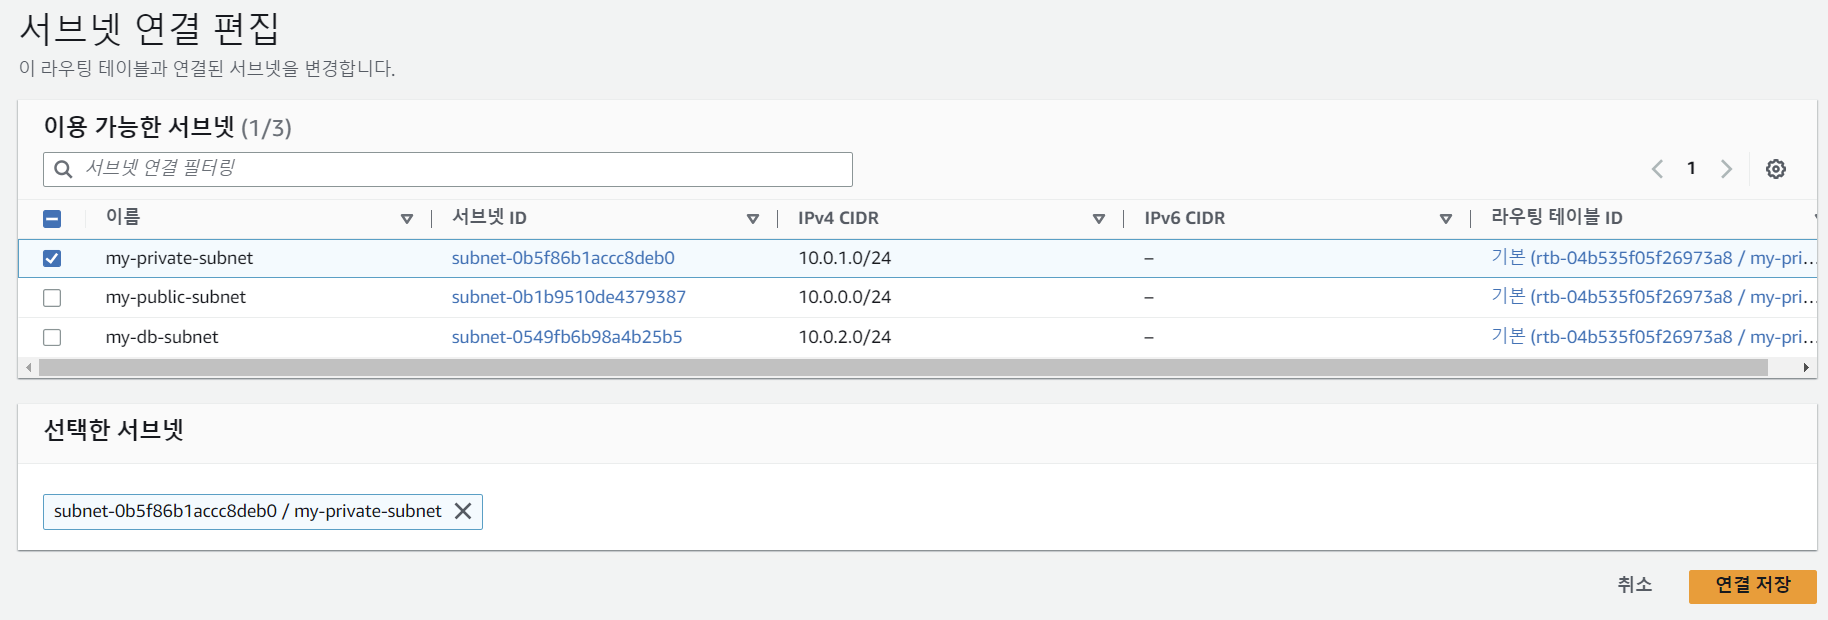 서브넷 연결 편집
이 라우팅 테이블과 연결된 서브넷을 변경합니다.
이용 가능한 서브넷 (1/3)
서브넷 연결 필터링
1
이름 서브넷 ID IPv4 CIDR IPv6 CIDR 라우팅 테이블 ID
my-private-subnet subnet-0b5f86b1accc8deb0 10.0.1.0/24 – 기본 (rtb-04b535f05f26973a8 / my-pri...
my-public-subnet subnet-0b1b9510de4379387 10.0.0.0/24 – 기본 (rtb-04b535f05f26973a8 / my-pri...
my-db-subnet subnet-0549fb6b98a4b25b5 10.0.2.0/24 – 기본 (rtb-04b535f05f26973a8 / my-pri...
선택한 서브넷
subnet-0b5f86b1accc8deb0 / my-private-subnet
취소 연결 저장